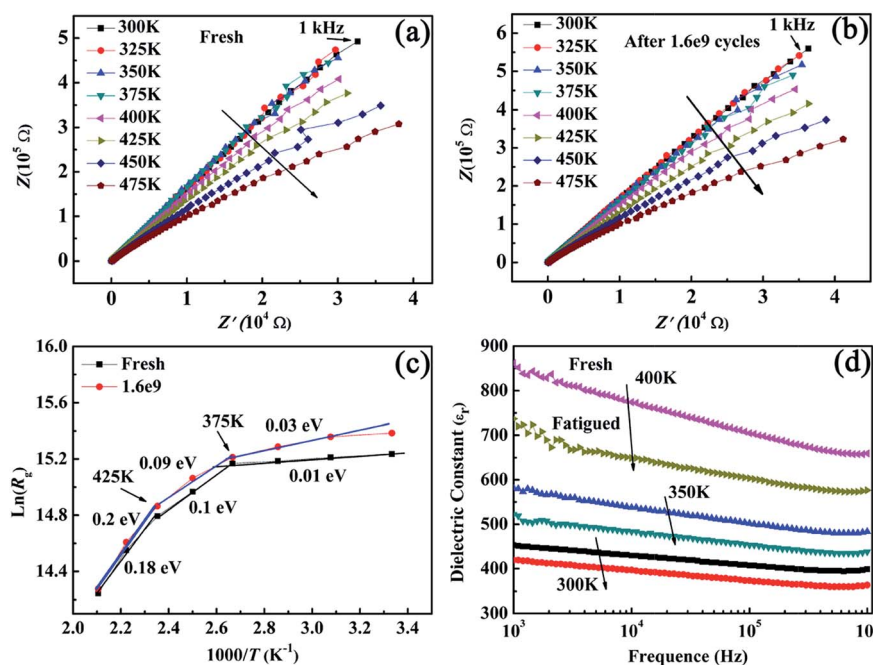 300K
325K
350K
375K
400K
425K
450K
475K
Fresh
1 kHz
(a)
5
4
3
2
1
0
Z(10⁵ Ω)
0 1 2 3 4
Z' (10⁴ Ω)
300K
325K
350K
375K
400K
425K
450K
475K
After 1.6e9 cycles
1 kHz
(b)
6
5
4
3
2
1
0
Z(10⁵ Ω)
0 1 2 3 4
Z' (10⁴ Ω)
Fresh
1.6e9
(c)
16.0
15.6
15.2
14.8
14.4
Ln(R_g)
375K
0.03 eV
0.09 eV
425K
0.01 eV
0.1 eV
0.2 eV
0.18 eV
2.0 2.2 2.4 2.6 2.8 3.0 3.2 3.4
1000/T (K⁻¹)
(d)
900
800
700
600
500
400
300
Dielectric Constant (εᵣ)
Fresh
400K
Fatigued
350K
300K
10³ 10⁴ 10⁵ 10⁶
Frequence (Hz)